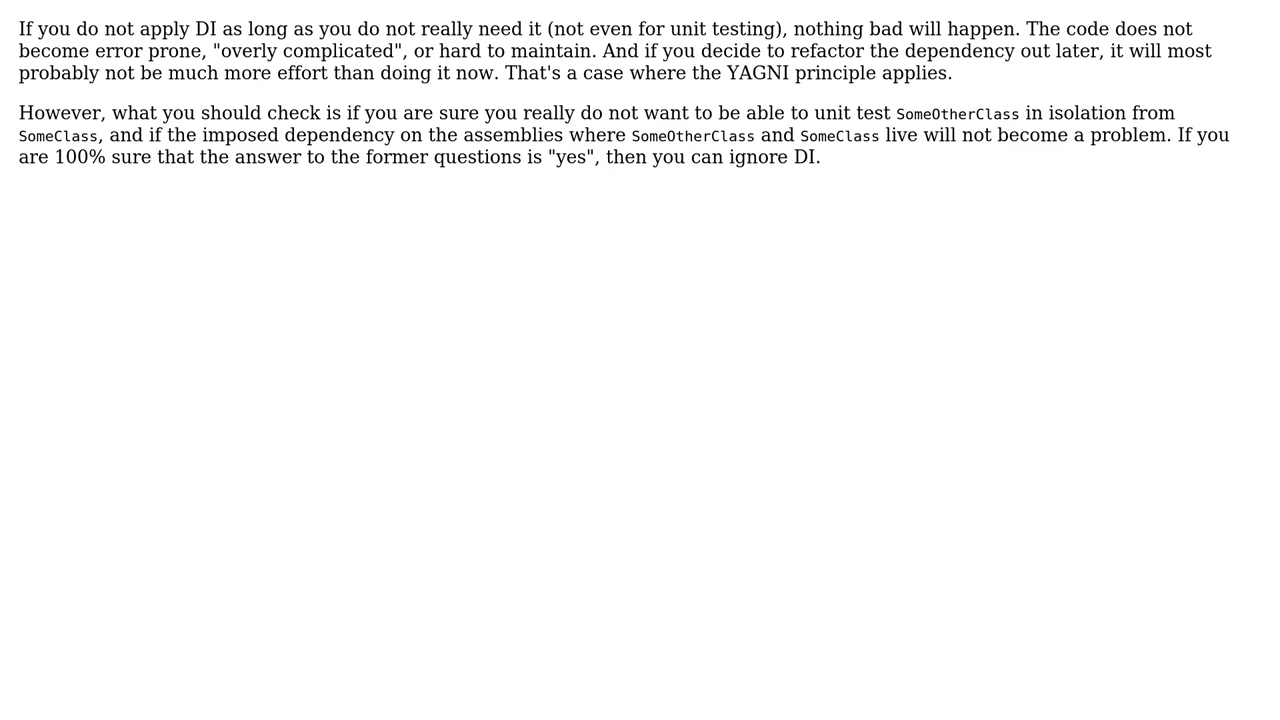 If you do not apply DI as long as you do not really need it (not even for unit testing), nothing bad will happen. The code does not
become error prone, "overly complicated", or hard to maintain. And if you decide to refactor the dependency out later, it will most
probably not be much more effort than doing it now. That's a case where the YAGNI principle applies.
However, what you should check is if you are sure you really do not want to be able to unit test SomeOtherClass in isolation from
SomeClass, and if the imposed dependency on the assemblies where SomeOtherClass and SomeClass live will not become a problem. If you
are 100% sure that the answer to the former questions is "yes", then you can ignore DI.